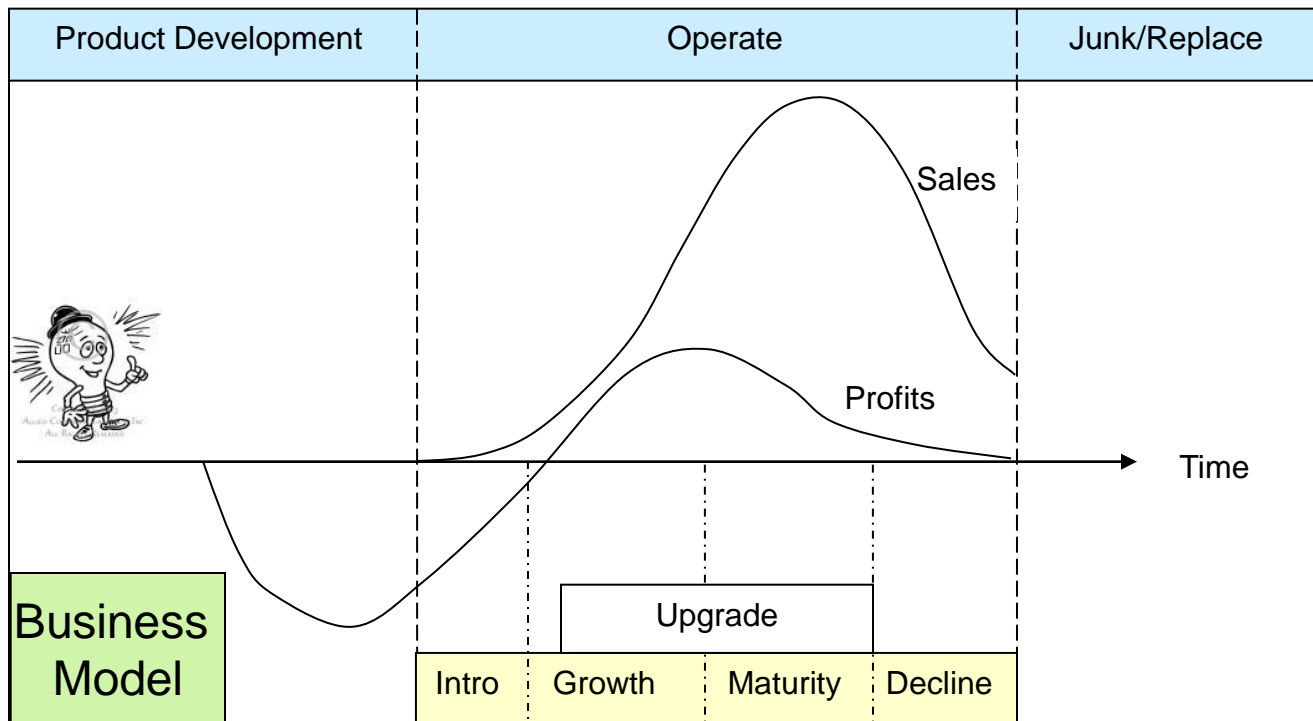 Product Development
Operate
Junk/Replace
Sales
Profits
Time
Business
Model
Upgrade
Intro
Growth
Maturity
Decline